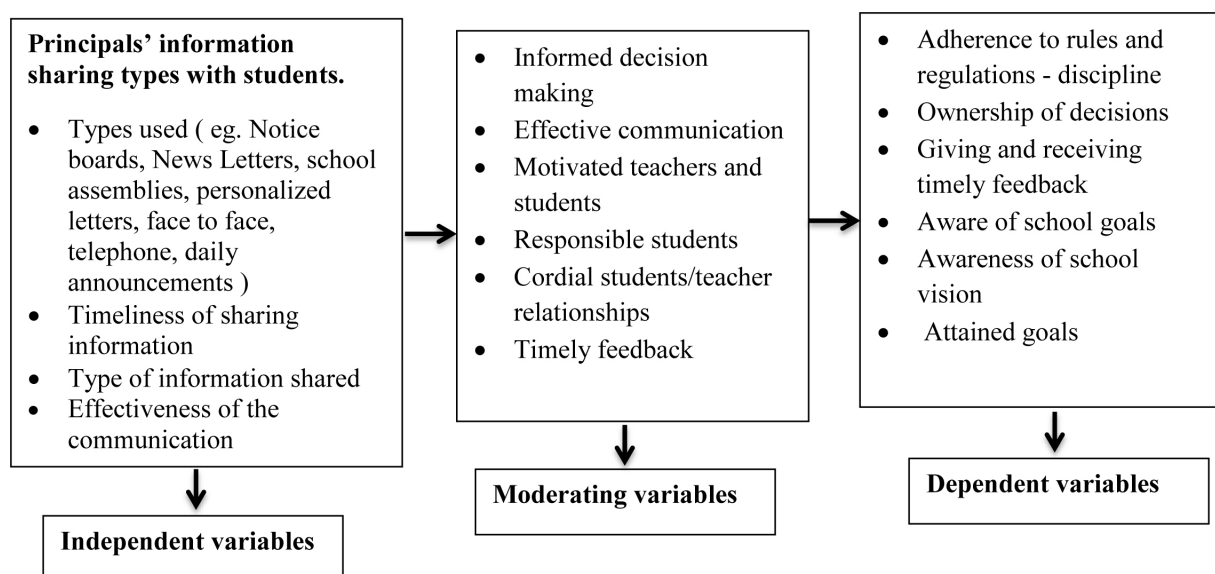 Principals’ information
sharing types with students.
• Types used ( eg. Notice
boards, News Letters, school
assemblies, personalized
letters, face to face,
telephone, daily
announcements )
• Timeliness of sharing
information
• Type of information shared
• Effectiveness of the
communication
Independent variables
• Informed decision
making
• Effective communication
• Motivated teachers and
students
• Responsible students
• Cordial students/teacher
relationships
• Timely feedback
Moderating variables
• Adherence to rules and
regulations - discipline
• Ownership of decisions
• Giving and receiving
timely feedback
• Aware of school goals
• Awareness of school
vision
• Attained goals
Dependent variables